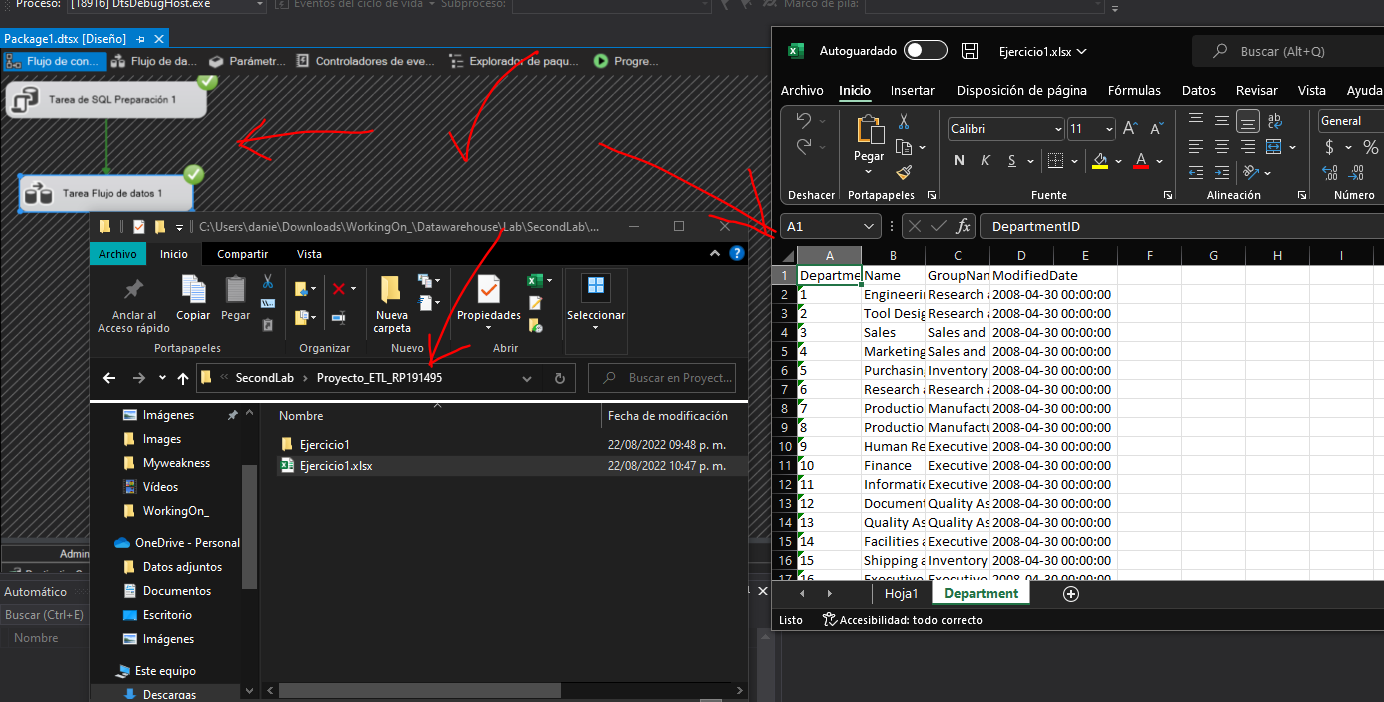 Proceso: [18916] DtsDebugHost.exe Eventos del ciclo de vida Subproceso: Marco de pila:
Package1.dtsx [Diseño]
Flujo de con... Flujo de da... Parámetr... Controladores de eve... Explorador de paqu... Progre...
Tarea de SQL Preparación 1
Tarea Flujo de datos 1
C:\Users\danie\Downloads\WorkingOn_\Datawarehouse\Lab\SecondLab\...
Archivo Inicio Compartir Vista
Anclar al Acceso rápido Copiar Pegar Nueva carpeta Propiedades Seleccionar
Portapapeles Organizar Nuevo Abrir
SecondLab Proyecto_ETL_RP191495 Buscar en Proyect...
Nombre Fecha de modificación
Ejercicio1 22/08/2022 09:48 p. m.
Ejercicio1.xlsx 22/08/2022 10:47 p. m.
Imágenes
Images
Myweakness
Vídeos
WorkingOn_
OneDrive - Personal
Datos adjuntos
Documentos
Escritorio
Imágenes
Este equipo
Descargas
Admin
Automático
Buscar (Ctrl+E)
Nombre
Autoguardado Ejercicio1.xlsx Buscar (Alt+Q)
Archivo Inicio Insertar Disposición de página Fórmulas Datos Revisar Vista Ayuda
Pegar Calibri 11 General
N K S $ %
Deshacer Portapapeles Fuente Alineación Número
A1 fx DepartmentID
A B C D E F G H I
1 Departme Name GroupNam ModifiedDate
2 1 Engineerin Research a 2008-04-30 00:00:00
3 2 Tool Desig Research a 2008-04-30 00:00:00
4 3 Sales Sales and 2008-04-30 00:00:00
5 4 Marketing Sales and 2008-04-30 00:00:00
6 5 Purchasing Inventory 2008-04-30 00:00:00
7 6 Research a Research a 2008-04-30 00:00:00
8 7 Productio Manufactu 2008-04-30 00:00:00
9 8 Productio Manufactu 2008-04-30 00:00:00
10 9 Human Re Executive 2008-04-30 00:00:00
11 10 Finance Executive 2008-04-30 00:00:00
12 11 Informatio Executive 2008-04-30 00:00:00
13 12 Document Quality As 2008-04-30 00:00:00
14 13 Quality As Quality As 2008-04-30 00:00:00
15 14 Facilities a Executive 2008-04-30 00:00:00
16 15 Shipping a Inventory 2008-04-30 00:00:00
17 16 Executive Executive 2008-04-30 00:00:00
Hoja1 Department
Listo Accesibilidad: todo correcto